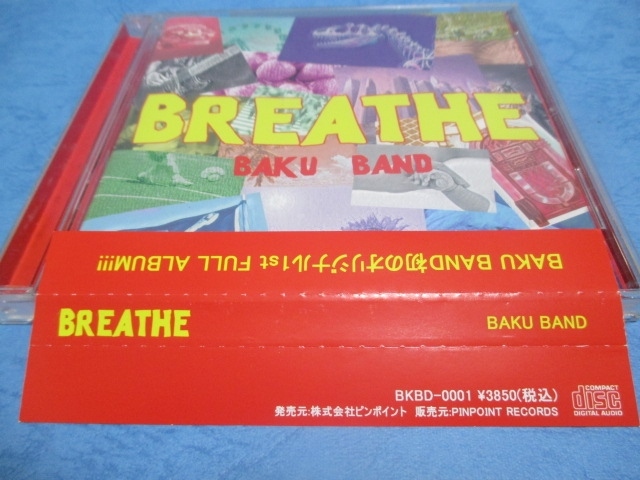 BREATHE
BAKU BAND
BAKU BAND初のオリジナル1st FULL ALBUM!!!
BREATHE
BAKU BAND
BKBD-0001 ¥3850(税込)
発売元:株式会社ピンポイント 販売元:PINPOINT RECORDS
COMPACT
disc
DIGITAL AUDIO